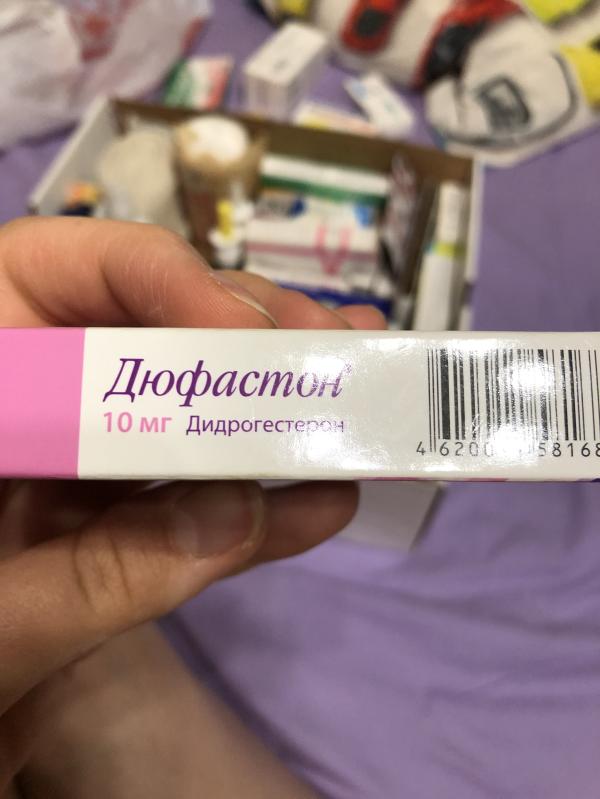 Дюфастон®
10 мг Дидрогестерон